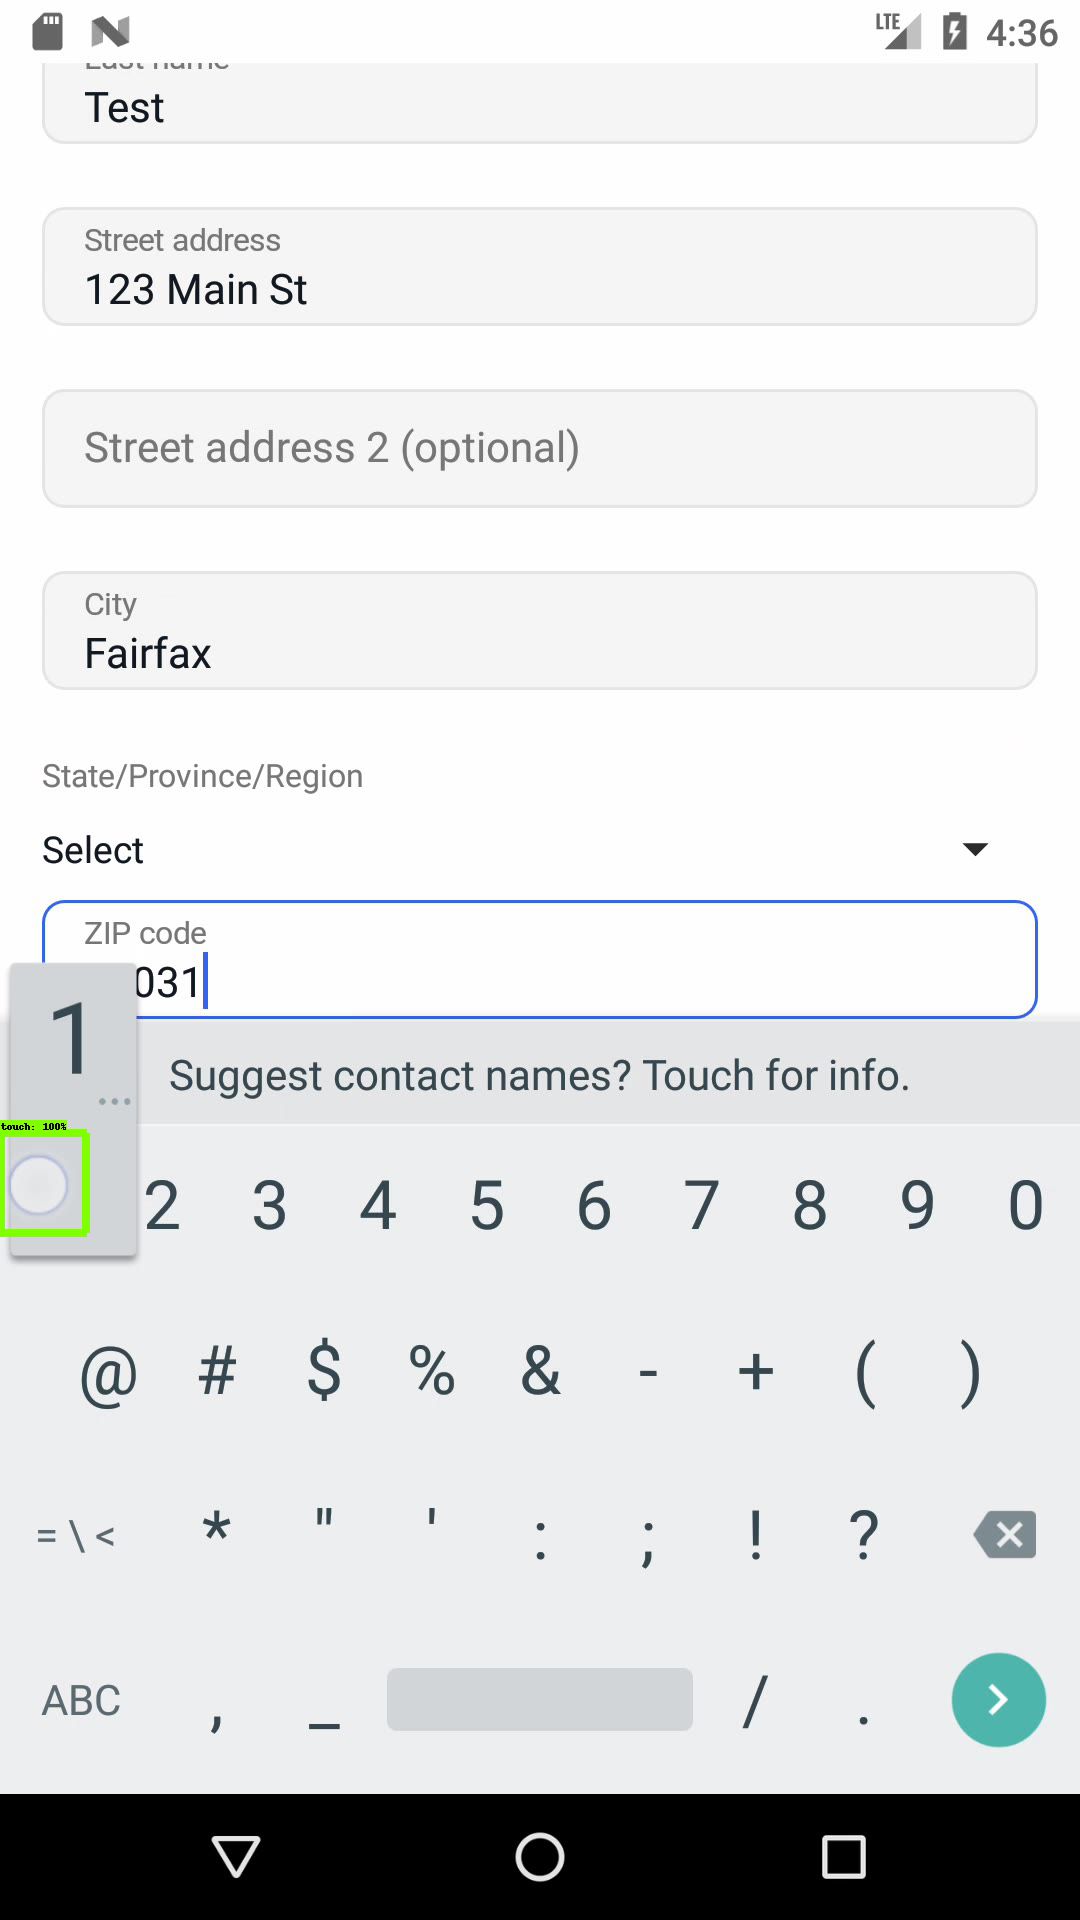 LTE 4:36
Last name
Test
Street address
123 Main St
Street address 2 (optional)
City
Fairfax
State/Province/Region
Select
ZIP code
031
1
...
Suggest contact names? Touch for info.
touch: 100%
2 3 4 5 6 7 8 9 0
@ # $ % & - + ( )
= \ < * " ' : ; ! ?
ABC , _ / .